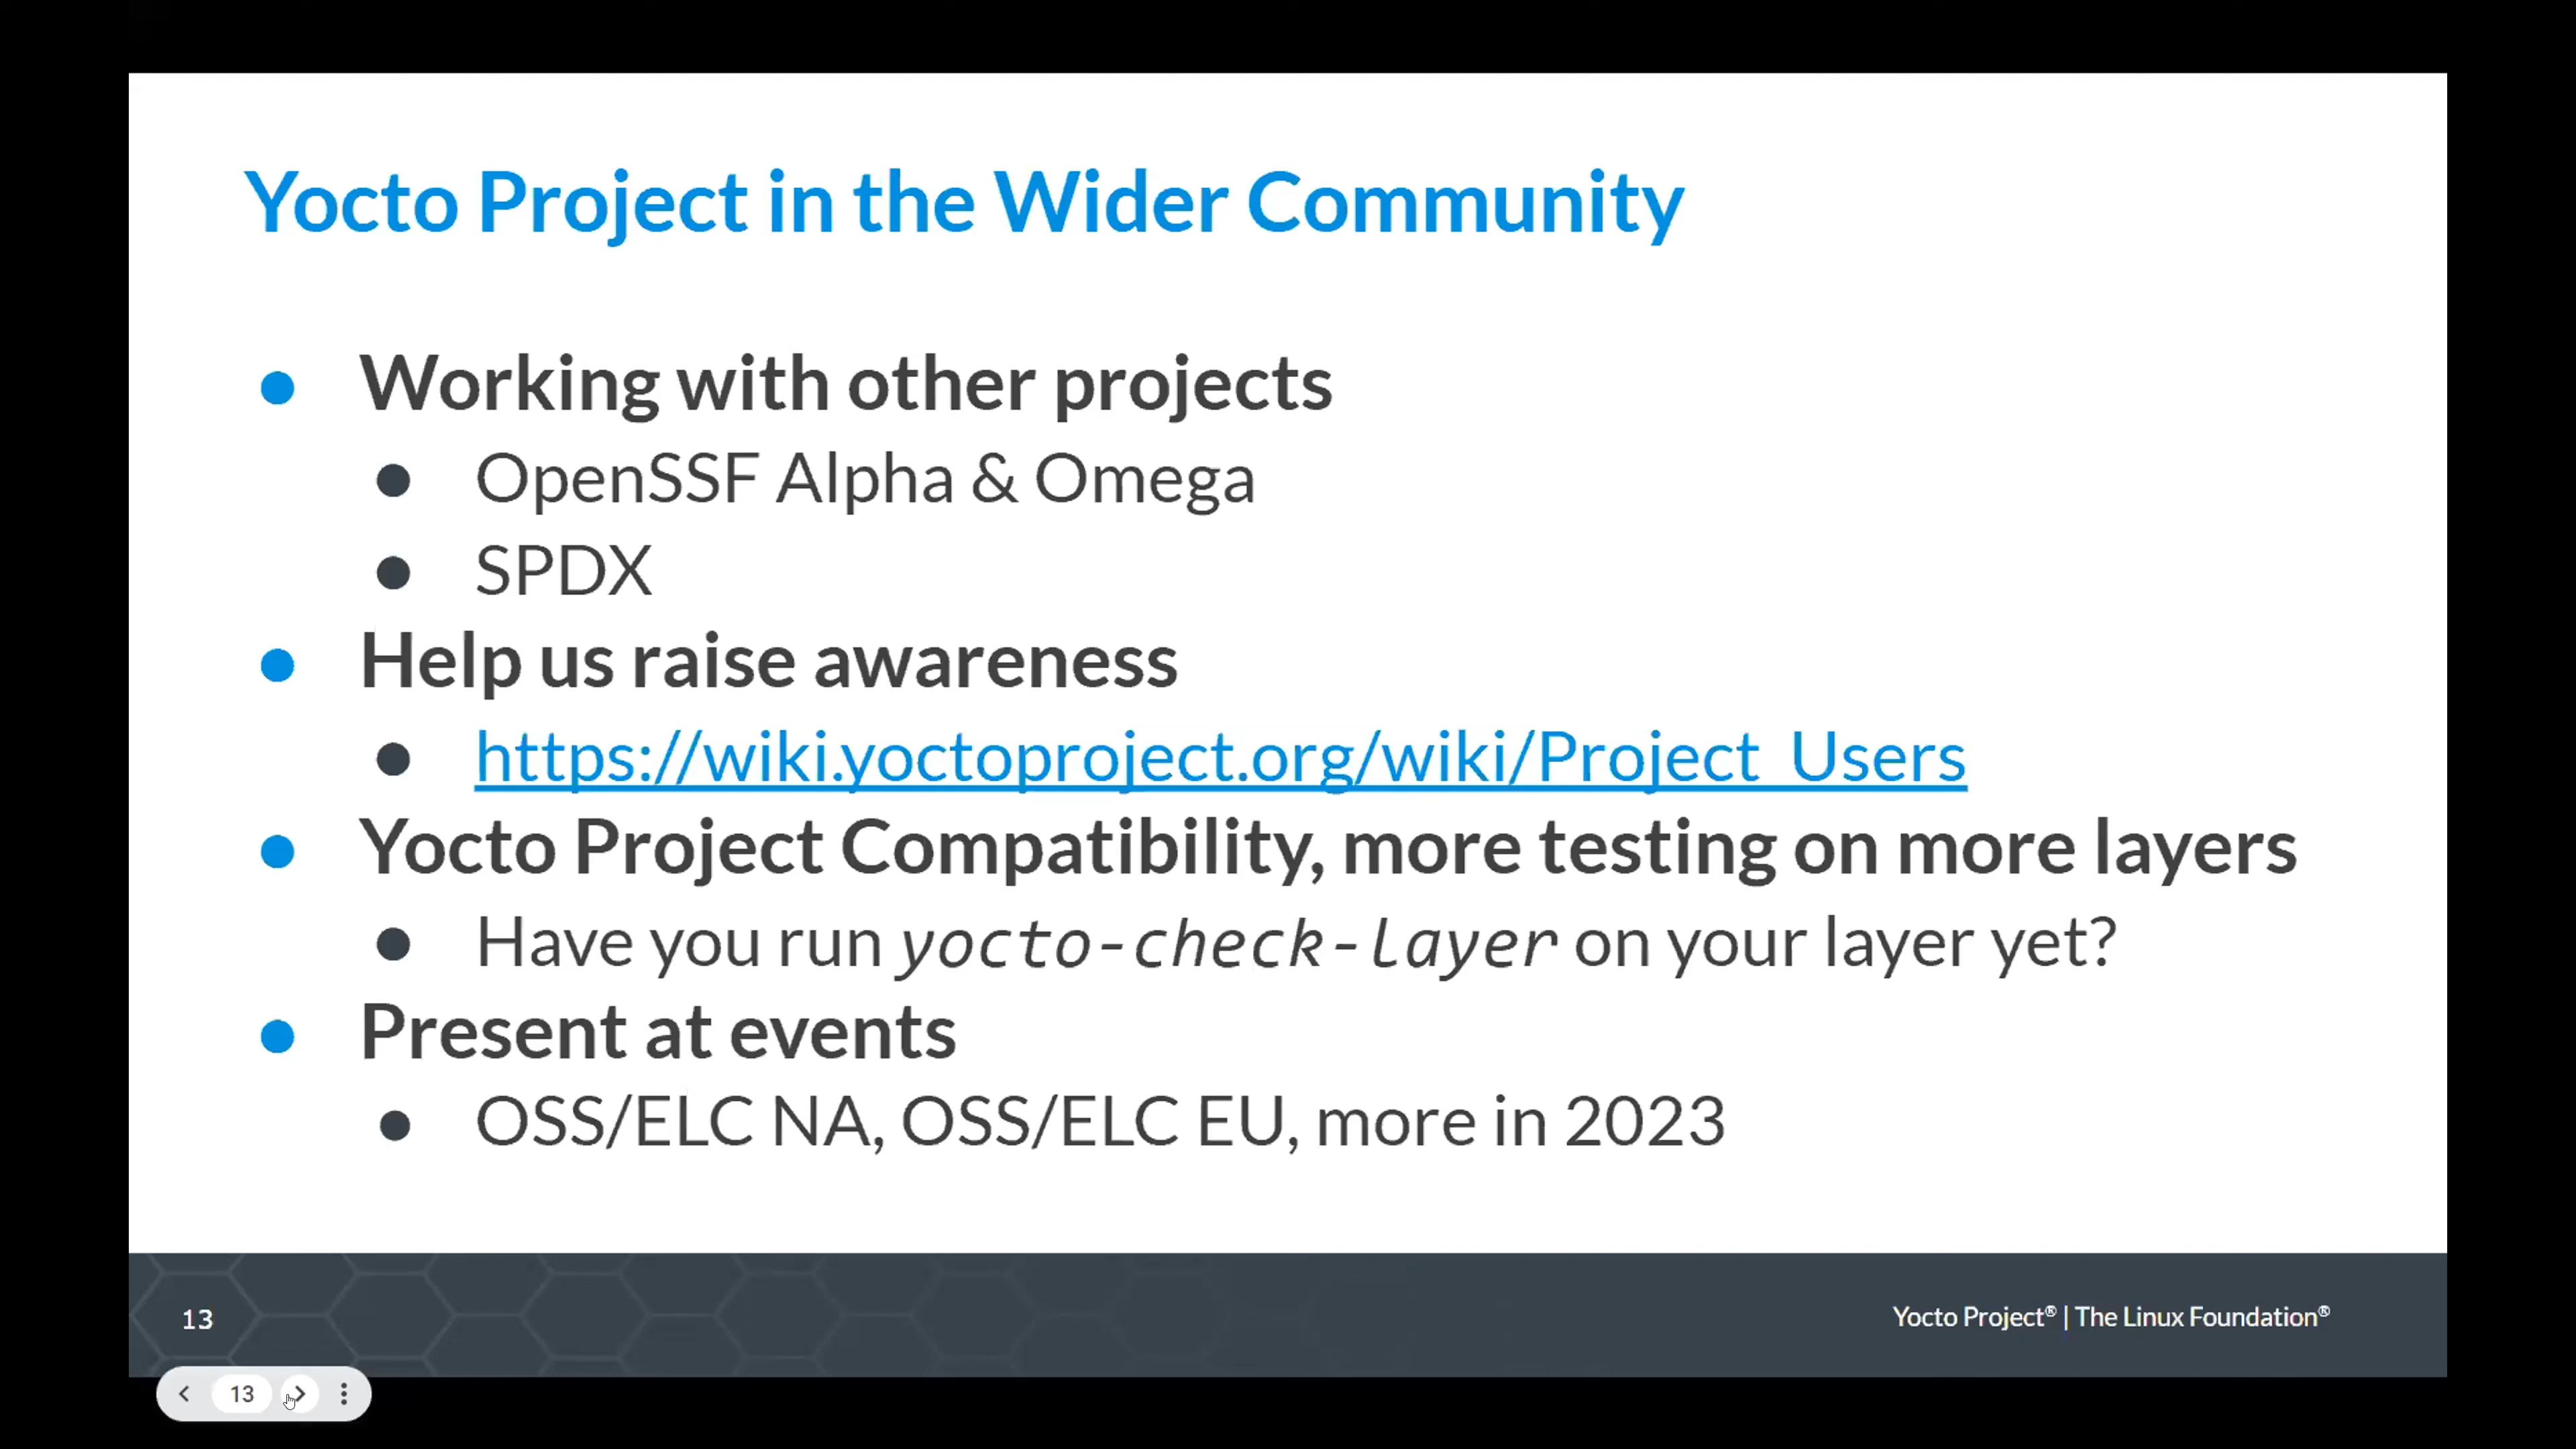 Yocto Project in the Wider Community
● Working with other projects
● OpenSSF Alpha & Omega
● SPDX
● Help us raise awareness
● https://wiki.yoctoproject.org/wiki/Project_Users
● Yocto Project Compatibility, more testing on more layers
● Have you run yocto-check-layer on your layer yet?
● Present at events
● OSS/ELC NA, OSS/ELC EU, more in 2023
13
Yocto Project® | The Linux Foundation®
13